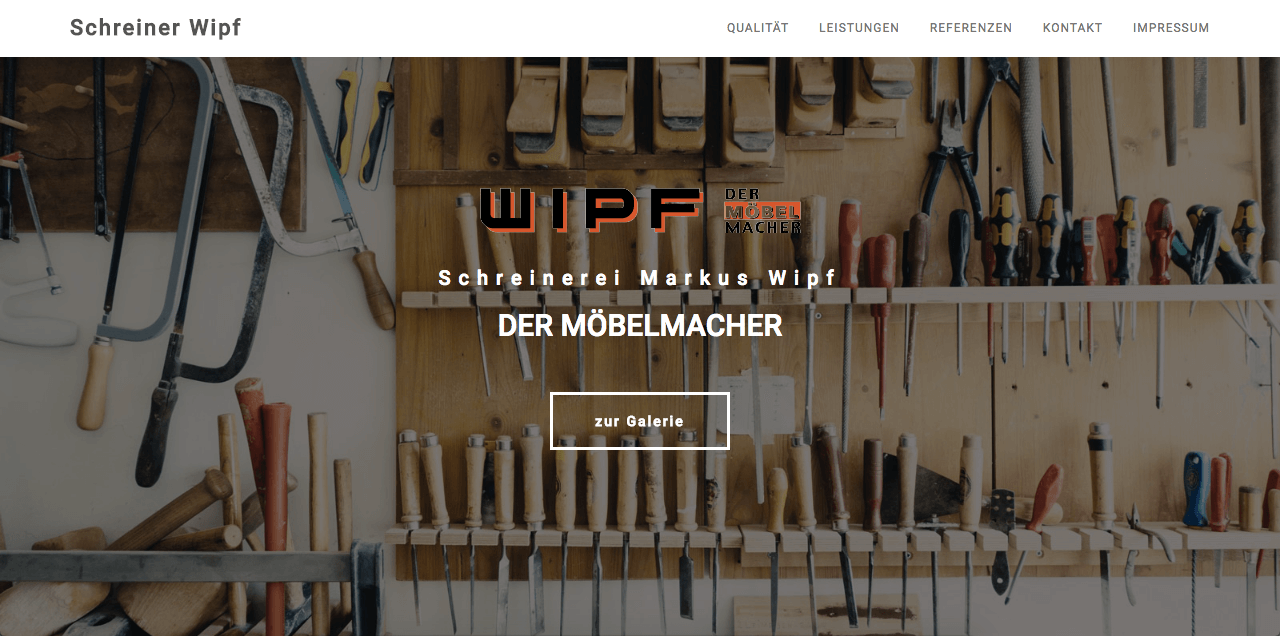 Schreiner Wipf
QUALITÄT LEISTUNGEN REFERENZEN KONTAKT IMPRESSUM
WIPF
DER
MÖBEL
MACHER
Schreinerei Markus Wipf
DER MÖBELMACHER
zur Galerie